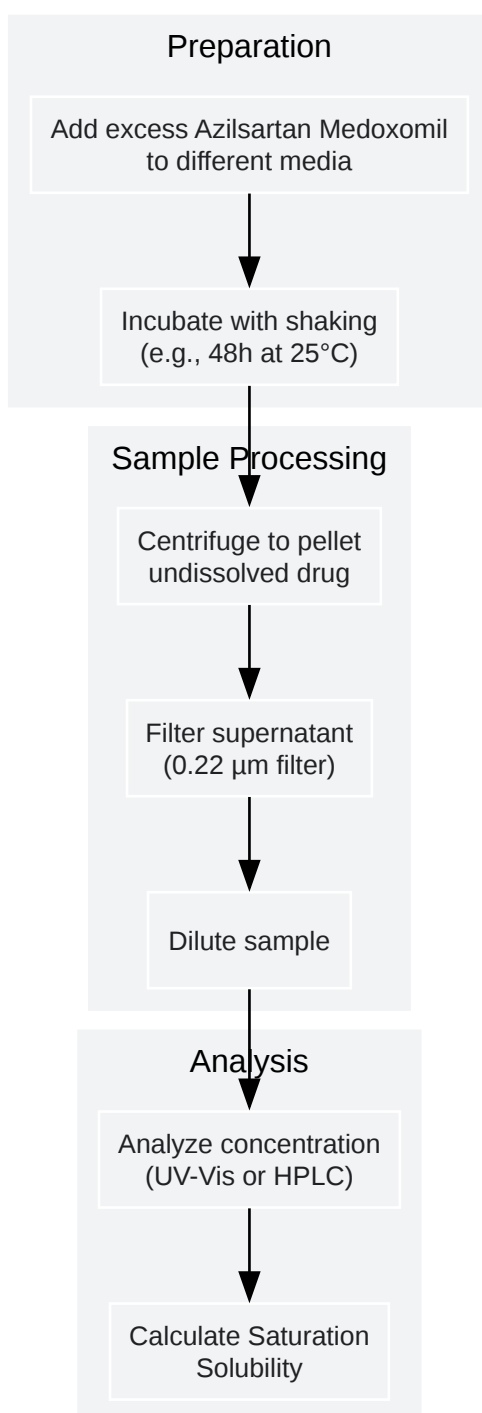 Preparation
Add excess Azilsartan Medoxomil
to different media
Incubate with shaking
(e.g., 48h at 25°C)
Sample Processing
Centrifuge to pellet
undissolved drug
Filter supernatant
(0.22 µm filter)
Dilute sample
Analysis
Analyze concentration
(UV-Vis or HPLC)
Calculate Saturation
Solubility